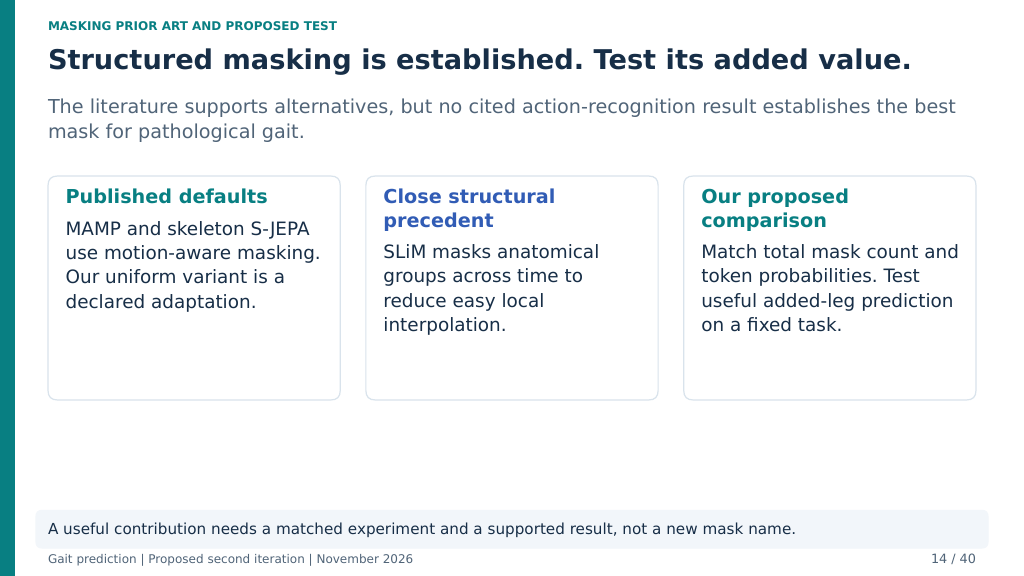 MASKING PRIOR ART AND PROPOSED TEST
Structured masking is established. Test its added value.
The literature supports alternatives, but no cited action-recognition result establishes the best
mask for pathological gait.
Published defaults
MAMP and skeleton S-JEPA
use motion-aware masking.
Our uniform variant is a
declared adaptation.
Close structural
precedent
SLiM masks anatomical
groups across time to
reduce easy local
interpolation.
Our proposed
comparison
Match total mask count and
token probabilities. Test
useful added-leg prediction
on a fixed task.
A useful contribution needs a matched experiment and a supported result, not a new mask name.
Gait prediction | Proposed second iteration | November 2026
14 / 40